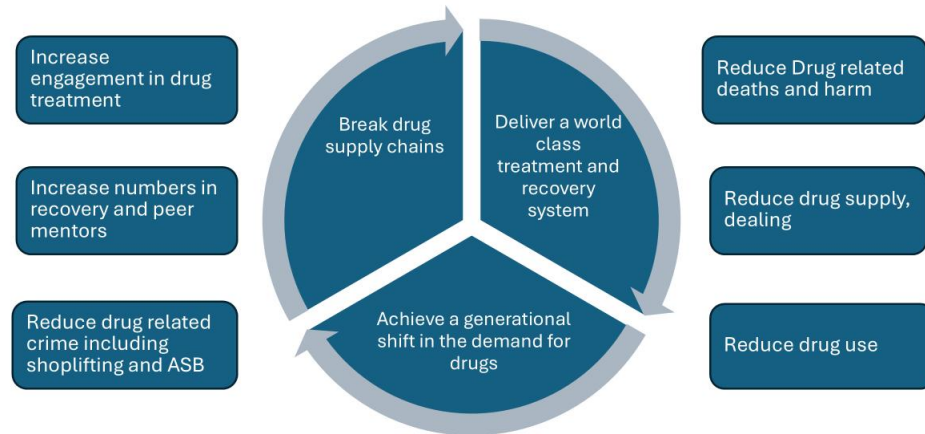 Increase
engagement in drug
treatment
Increase numbers in
recovery and peer
mentors
Reduce drug related
crime including
shoplifting and ASB
Break drug
supply chains
Deliver a world
class
treatment and
recovery
system
Achieve a generational
shift in the demand for
drugs
Reduce Drug related
deaths and harm
Reduce drug supply,
dealing
Reduce drug use